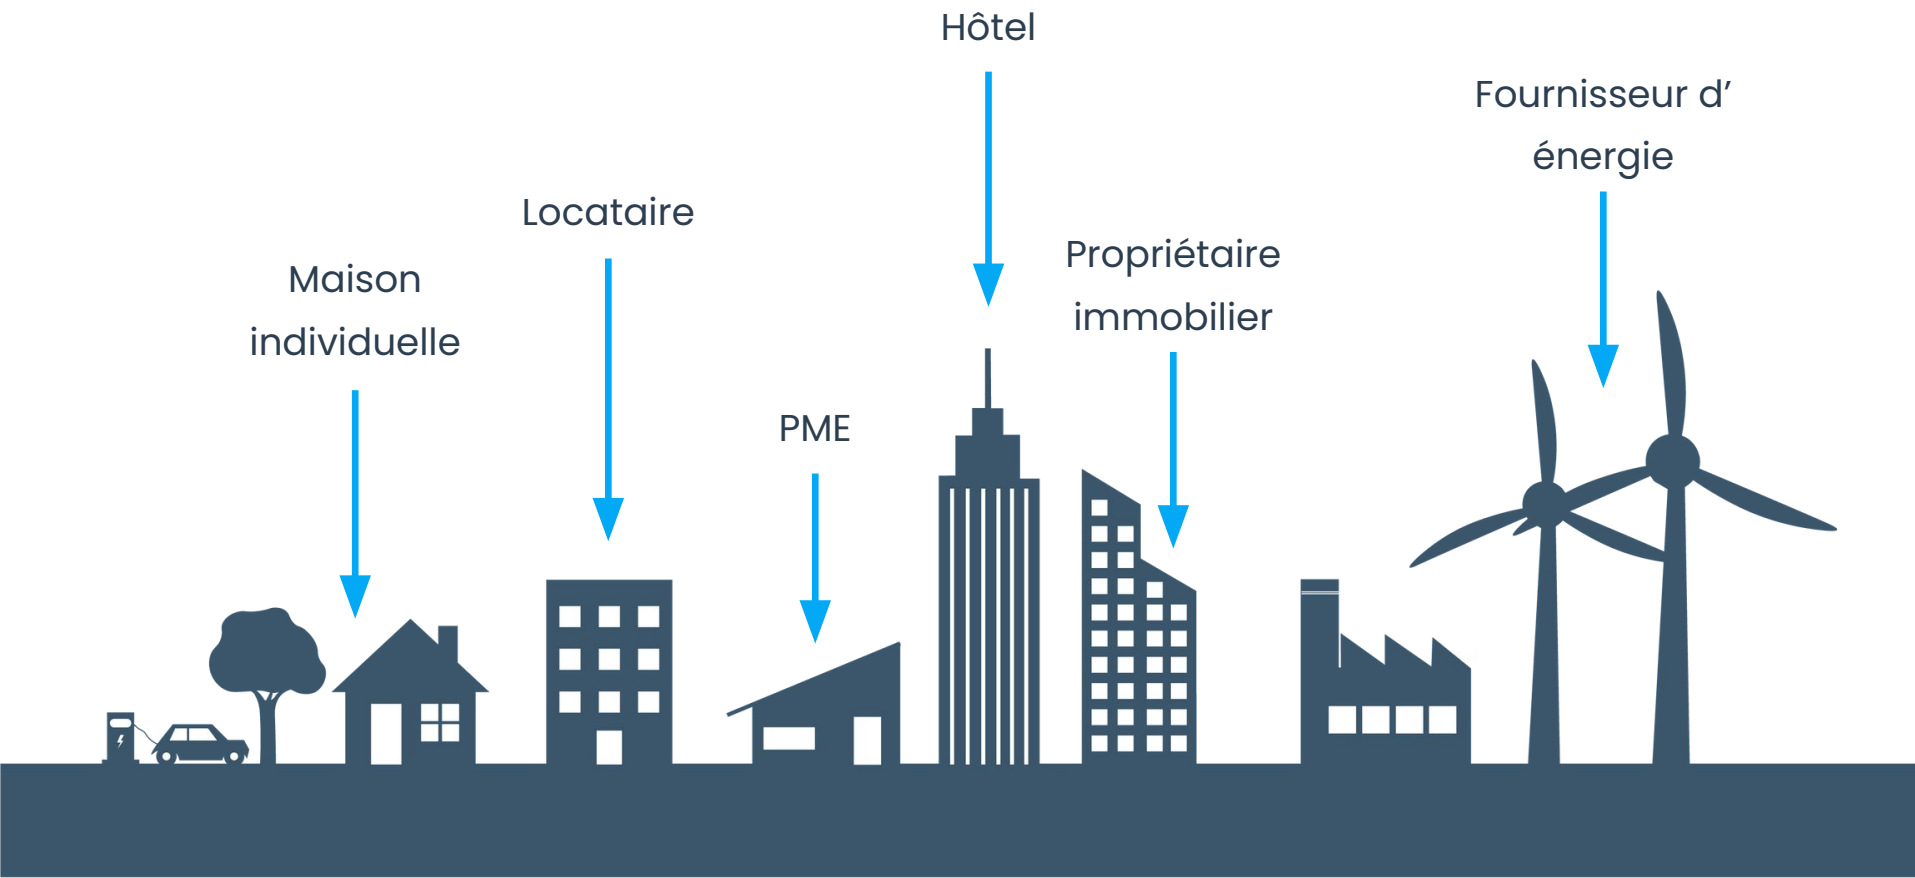 Hôtel
Fournisseur d’
énergie
Locataire
Propriétaire
immobilier
Maison
individuelle
PME